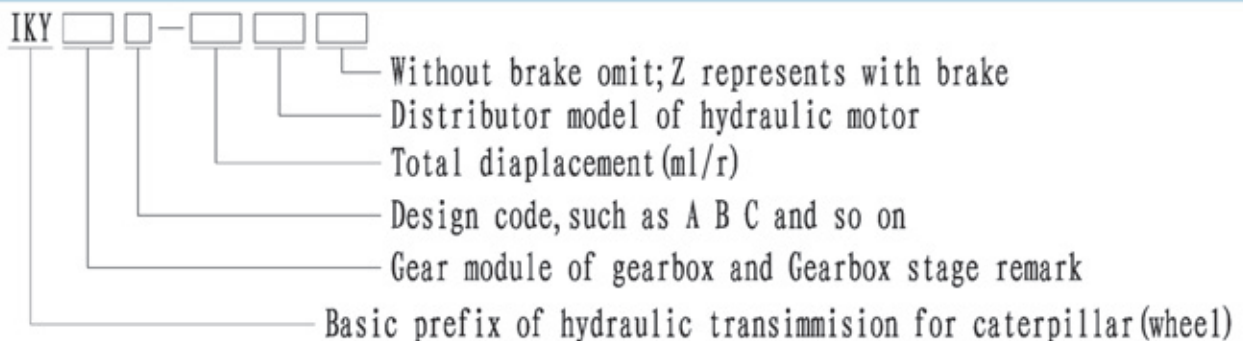 IKY —
Without brake omit;Z represents with brake
Distributor model of hydraulic motor
Total diaplacement(ml/r)
Design code,such as A B C and so on
Gear module of gearbox and Gearbox stage remark
Basic prefix of hydraulic transimmision for caterpillar(wheel)